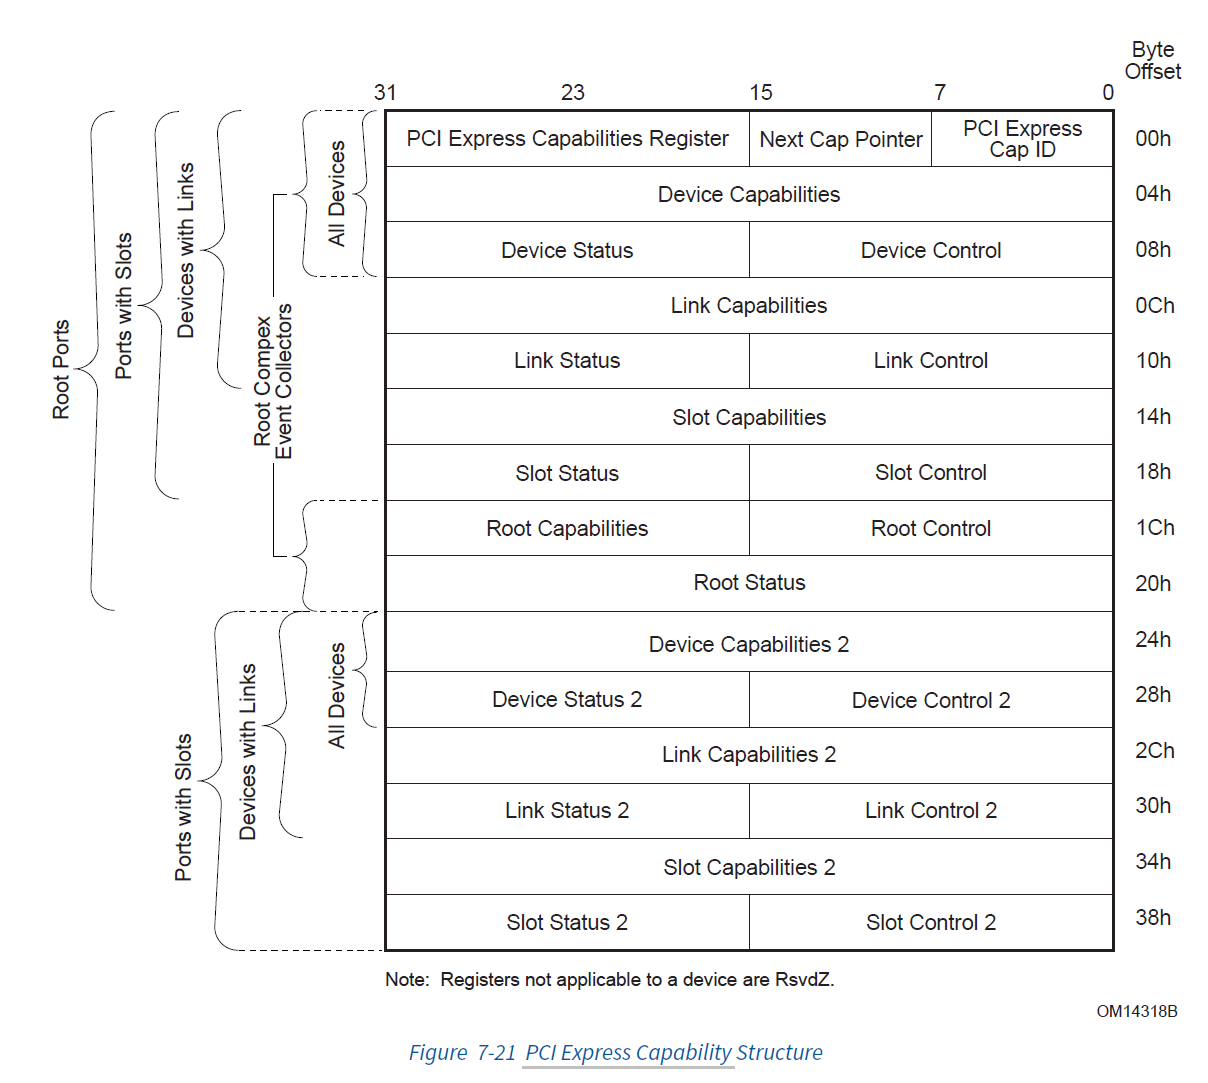 Byte
Offset
31 23 15 7 0
PCI Express Capabilities Register Next Cap Pointer PCI Express
Cap ID 00h
Device Capabilities 04h
Device Status Device Control 08h
Link Capabilities 0Ch
Link Status Link Control 10h
Slot Capabilities 14h
Slot Status Slot Control 18h
Root Capabilities Root Control 1Ch
Root Status 20h
Device Capabilities 2 24h
Device Status 2 Device Control 2 28h
Link Capabilities 2 2Ch
Link Status 2 Link Control 2 30h
Slot Capabilities 2 34h
Slot Status 2 Slot Control 2 38h
Root Ports
Ports with Slots
Devices with Links
Root Compex
Event Collectors
All Devices
Ports with Slots
Devices with Links
All Devices
Note: Registers not applicable to a device are RsvdZ.
OM14318B
Figure 7-21 PCI Express Capability Structure